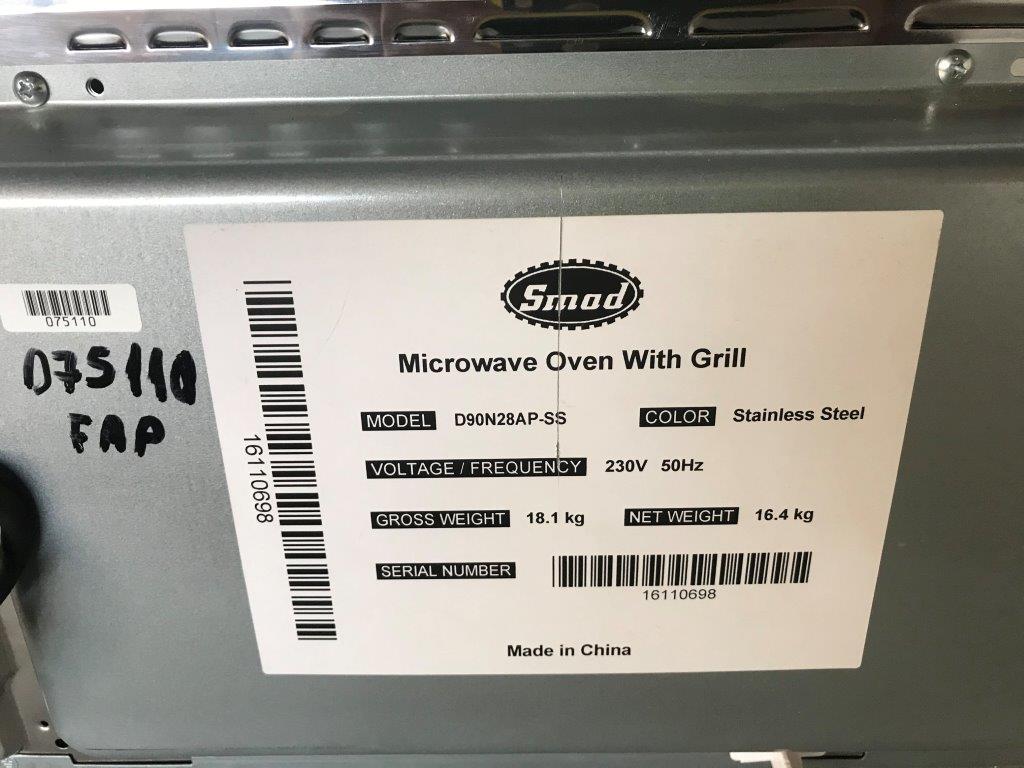 Smad
Microwave Oven With Grill
MODEL D90N28AP-SS COLOR Stainless Steel
VOLTAGE / FREQUENCY 230V 50Hz
GROSS WEIGHT 18.1 kg NET WEIGHT 16.4 kg
SERIAL NUMBER
16110698
Made in China
16110698
075110
D75110
FAP